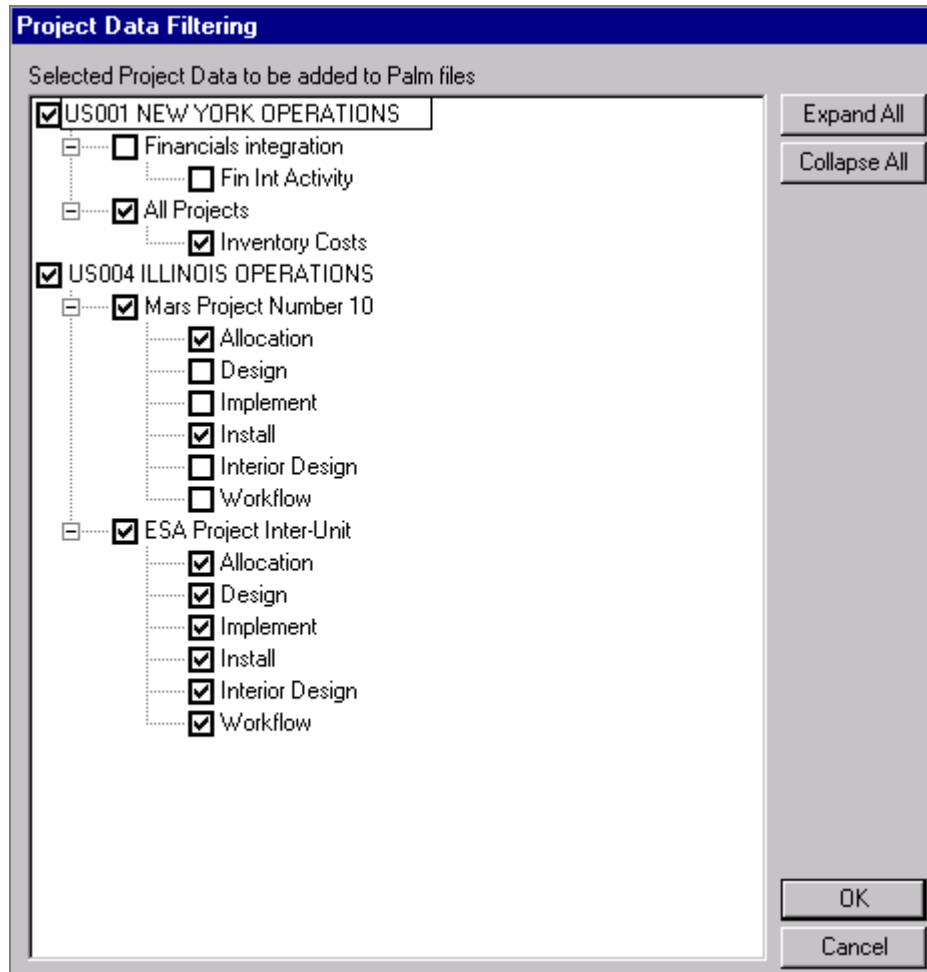 Project Data Filtering
Selected Project Data to be added to Palm files
US001 NEW YORK OPERATIONS
Expand All
Financials integration
Collapse All
Fin Int Activity
All Projects
Inventory Costs
US004 ILLINOIS OPERATIONS
Mars Project Number 10
Allocation
Design
Implement
Install
Interior Design
Workflow
ESA Project Inter-Unit
Allocation
Design
Implement
Install
Interior Design
Workflow
OK
Cancel